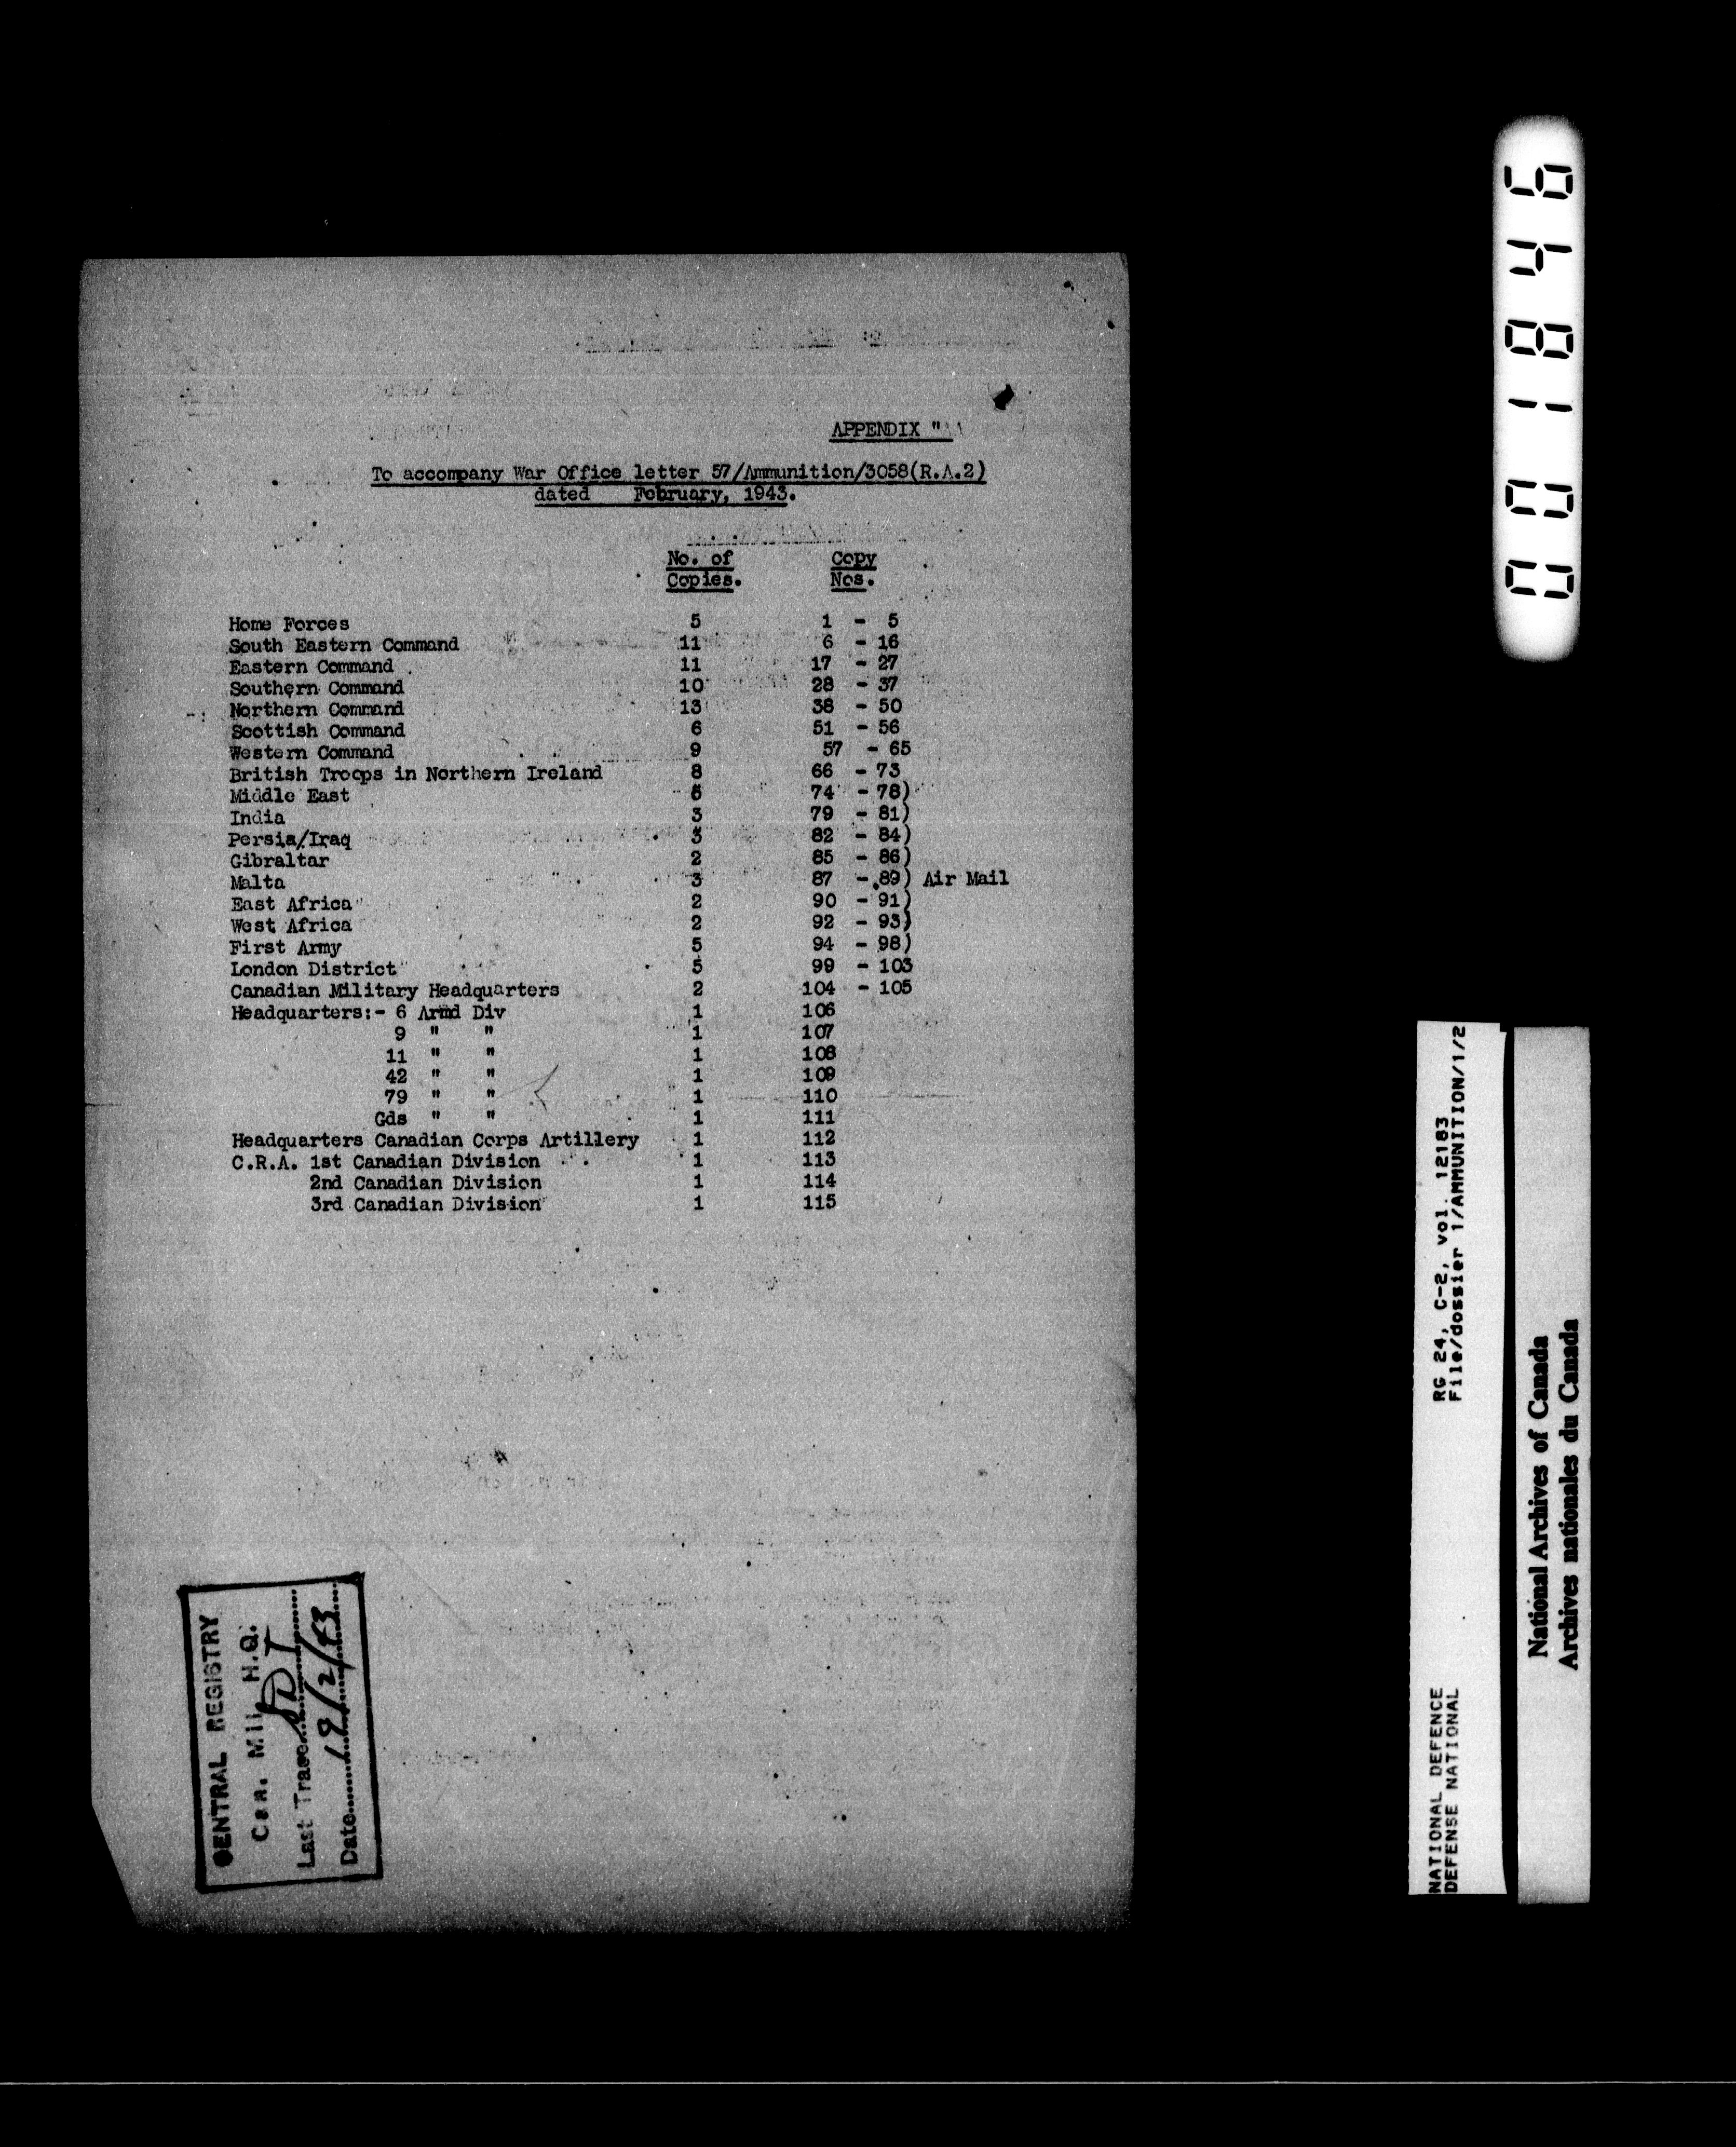 APPENDIX "
To accompany War Office letter 57/Ammunition/3058(R.A.2)
dated February, 1943.
No. of Copies. Copy Nos.
Home Forces 5 1 - 5
South Eastern Command 11 6 - 16
Eastern Command 11 17 - 27
Southern Command 10 28 - 37
Northern Command 13 38 - 50
Scottish Command 6 51 - 56
Western Command 9 57 - 65
British Troops in Northern Ireland 8 66 - 73
Middle East 5 74 - 78)
India 3 79 - 81)
Persia/Iraq 3 82 - 84)
Gibraltar 2 85 - 86)
Malta 3 87 - 89) Air Mail
East Africa 2 90 - 91)
West Africa 2 92 - 93)
First Army 5 94 - 98)
London District 5 99 - 103
Canadian Military Headquarters 2 104 - 105
Headquarters:- 6 Armd Div 1 106
9 " " 1 107
11 " " 1 108
42 " " 1 109
79 " " 1 110
Gds " " 1 111
Headquarters Canadian Corps Artillery 1 112
C.R.A. 1st Canadian Division 1 113
2nd Canadian Division 1 114
3rd Canadian Division 1 115
CENTRAL REGISTRY
Can. Mil. H.Q.
Last Trace
Date 19/2/43
001846
RG 24, C-2, vol. 12183
File/dossier 1/AMMUNITION/1/2
NATIONAL DEFENCE
DEFENSE NATIONAL
National Archives of Canada
Archives nationales du Canada